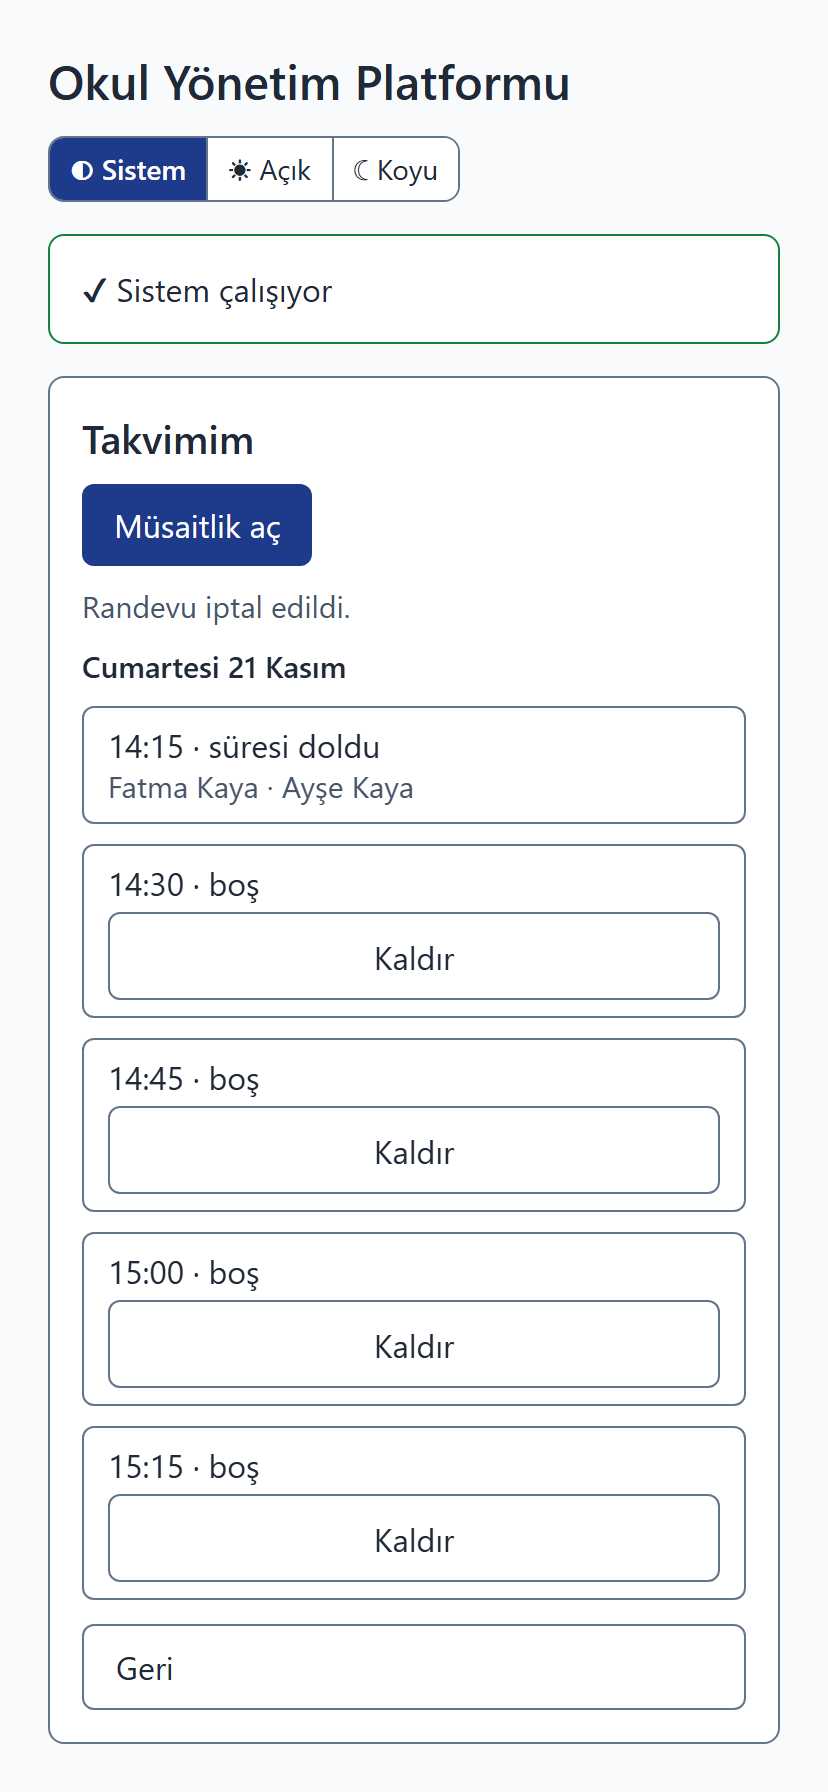 Okul Yönetim Platformu
◐ Sistem ☀ Açık ☾ Koyu
✓ Sistem çalışıyor
Takvimim
Müsaitlik aç
Randevu iptal edildi.
Cumartesi 21 Kasım
14:15 · süresi doldu
Fatma Kaya · Ayşe Kaya
14:30 · boş
Kaldır
14:45 · boş
Kaldır
15:00 · boş
Kaldır
15:15 · boş
Kaldır
Geri